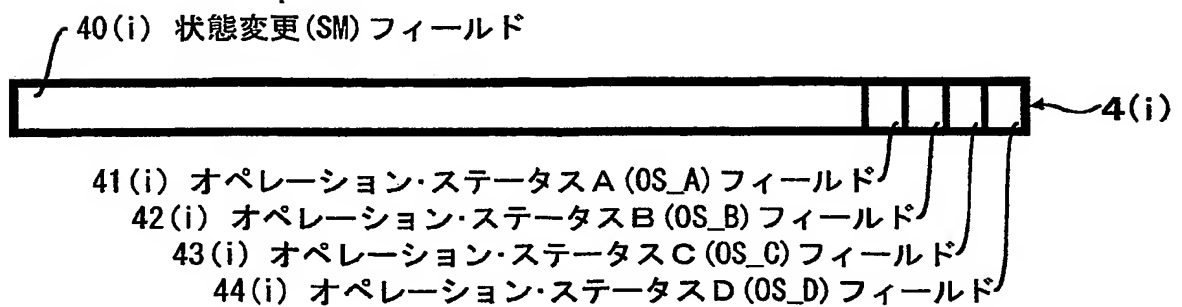 40(i) 状態変更(SM)フィールド
4(i)
41(i) オペレーション・ステータスA(OS_A)フィールド
42(i) オペレーション・ステータスB(OS_B)フィールド
43(i) オペレーション・ステータスC(OS_C)フィールド
44(i) オペレーション・ステータスD(OS_D)フィールド